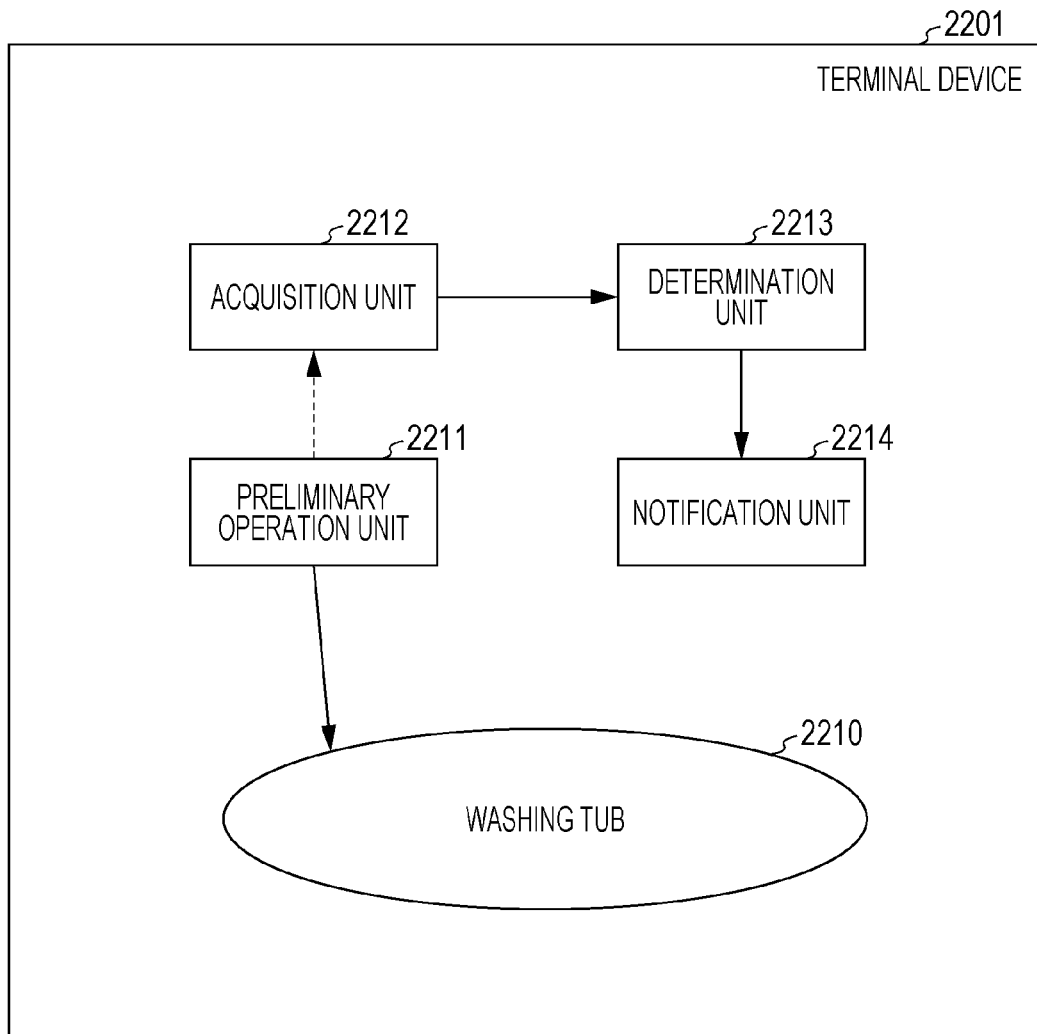 2201
TERMINAL DEVICE
2212
2213
ACQUISITION UNIT
DETERMINATION
UNIT
2211
2214
PRELIMINARY
OPERATION UNIT
NOTIFICATION UNIT
2210
WASHING TUB